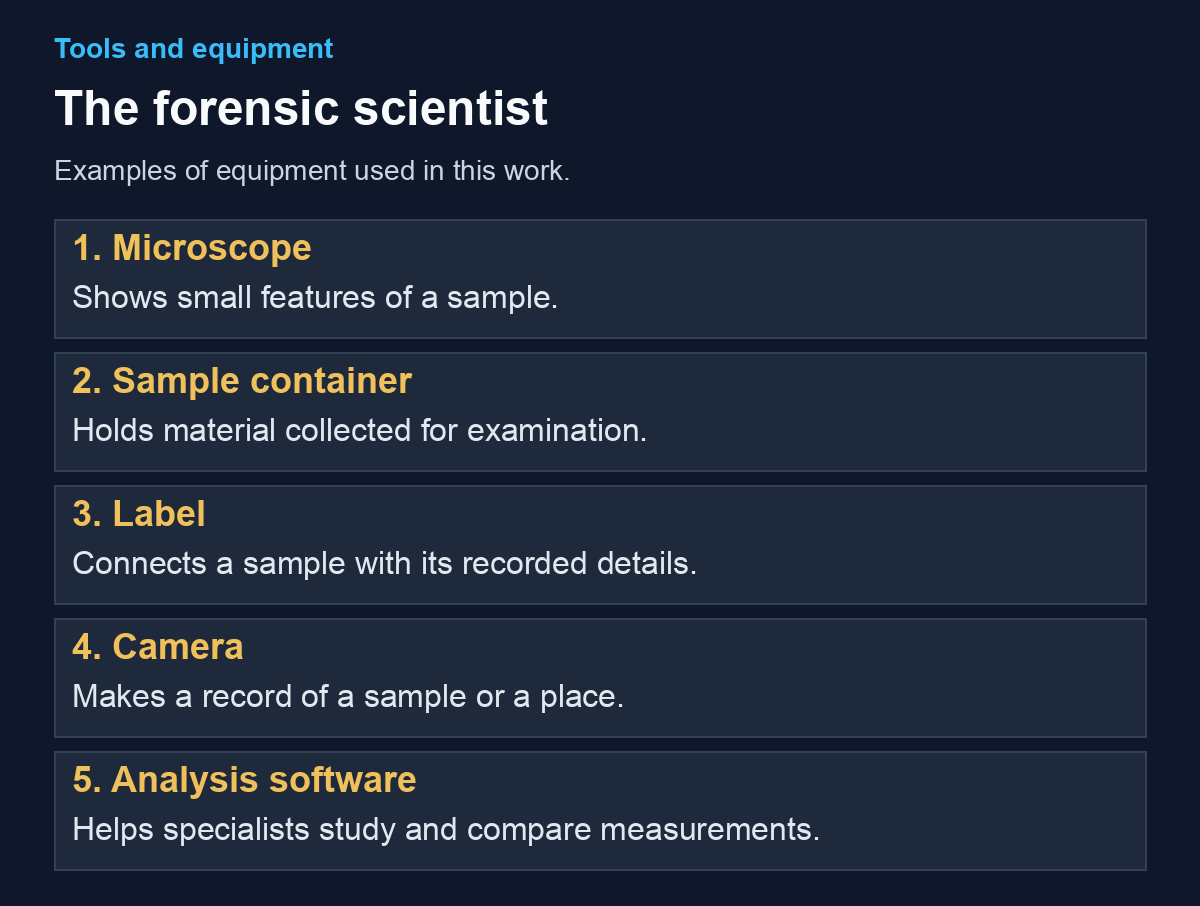 Tools and equipment
The forensic scientist
Examples of equipment used in this work.
1. Microscope
Shows small features of a sample.
2. Sample container
Holds material collected for examination.
3. Label
Connects a sample with its recorded details.
4. Camera
Makes a record of a sample or a place.
5. Analysis software
Helps specialists study and compare measurements.